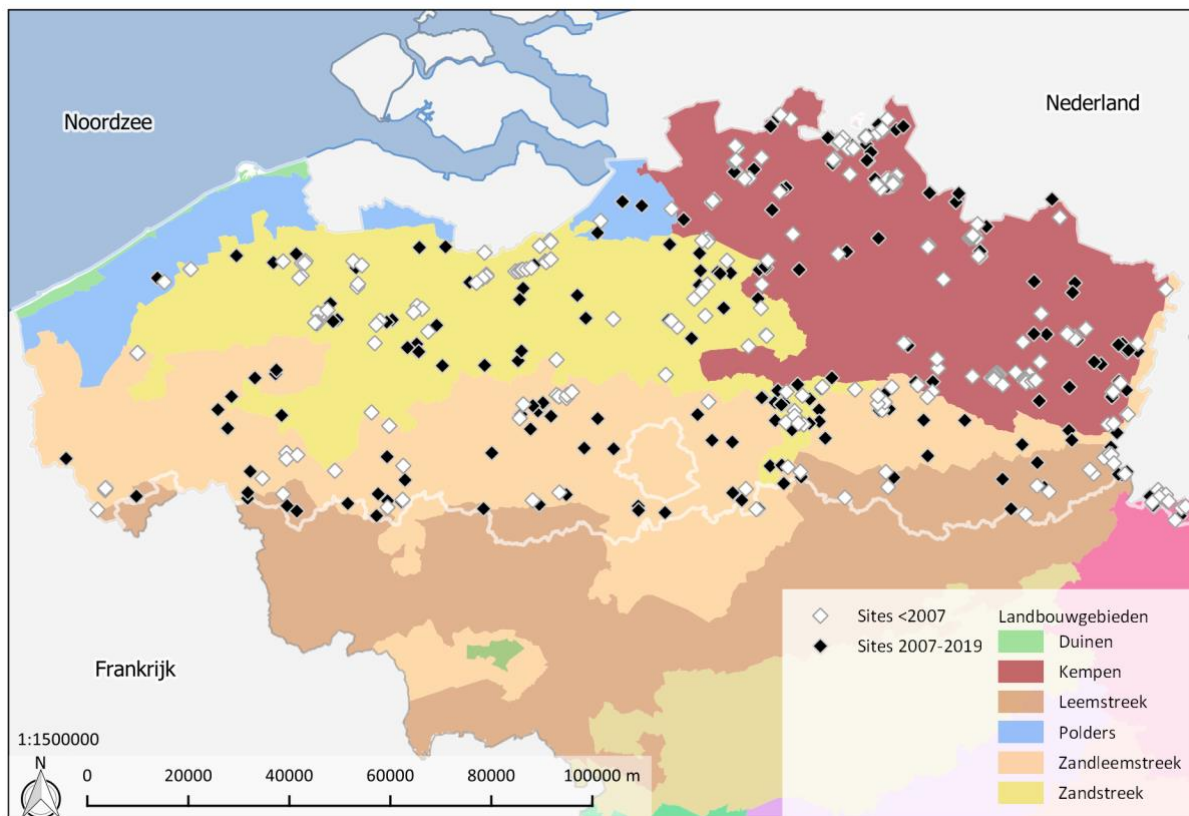 Noordzee
Nederland
Frankrijk
Sites <2007
Sites 2007-2019
Landbouwgebieden
Duinen
Kempen
Leemstreek
Polders
Zandleemstreek
Zandstreek
1:1500000
N
0 20000 40000 60000 80000 100000 m